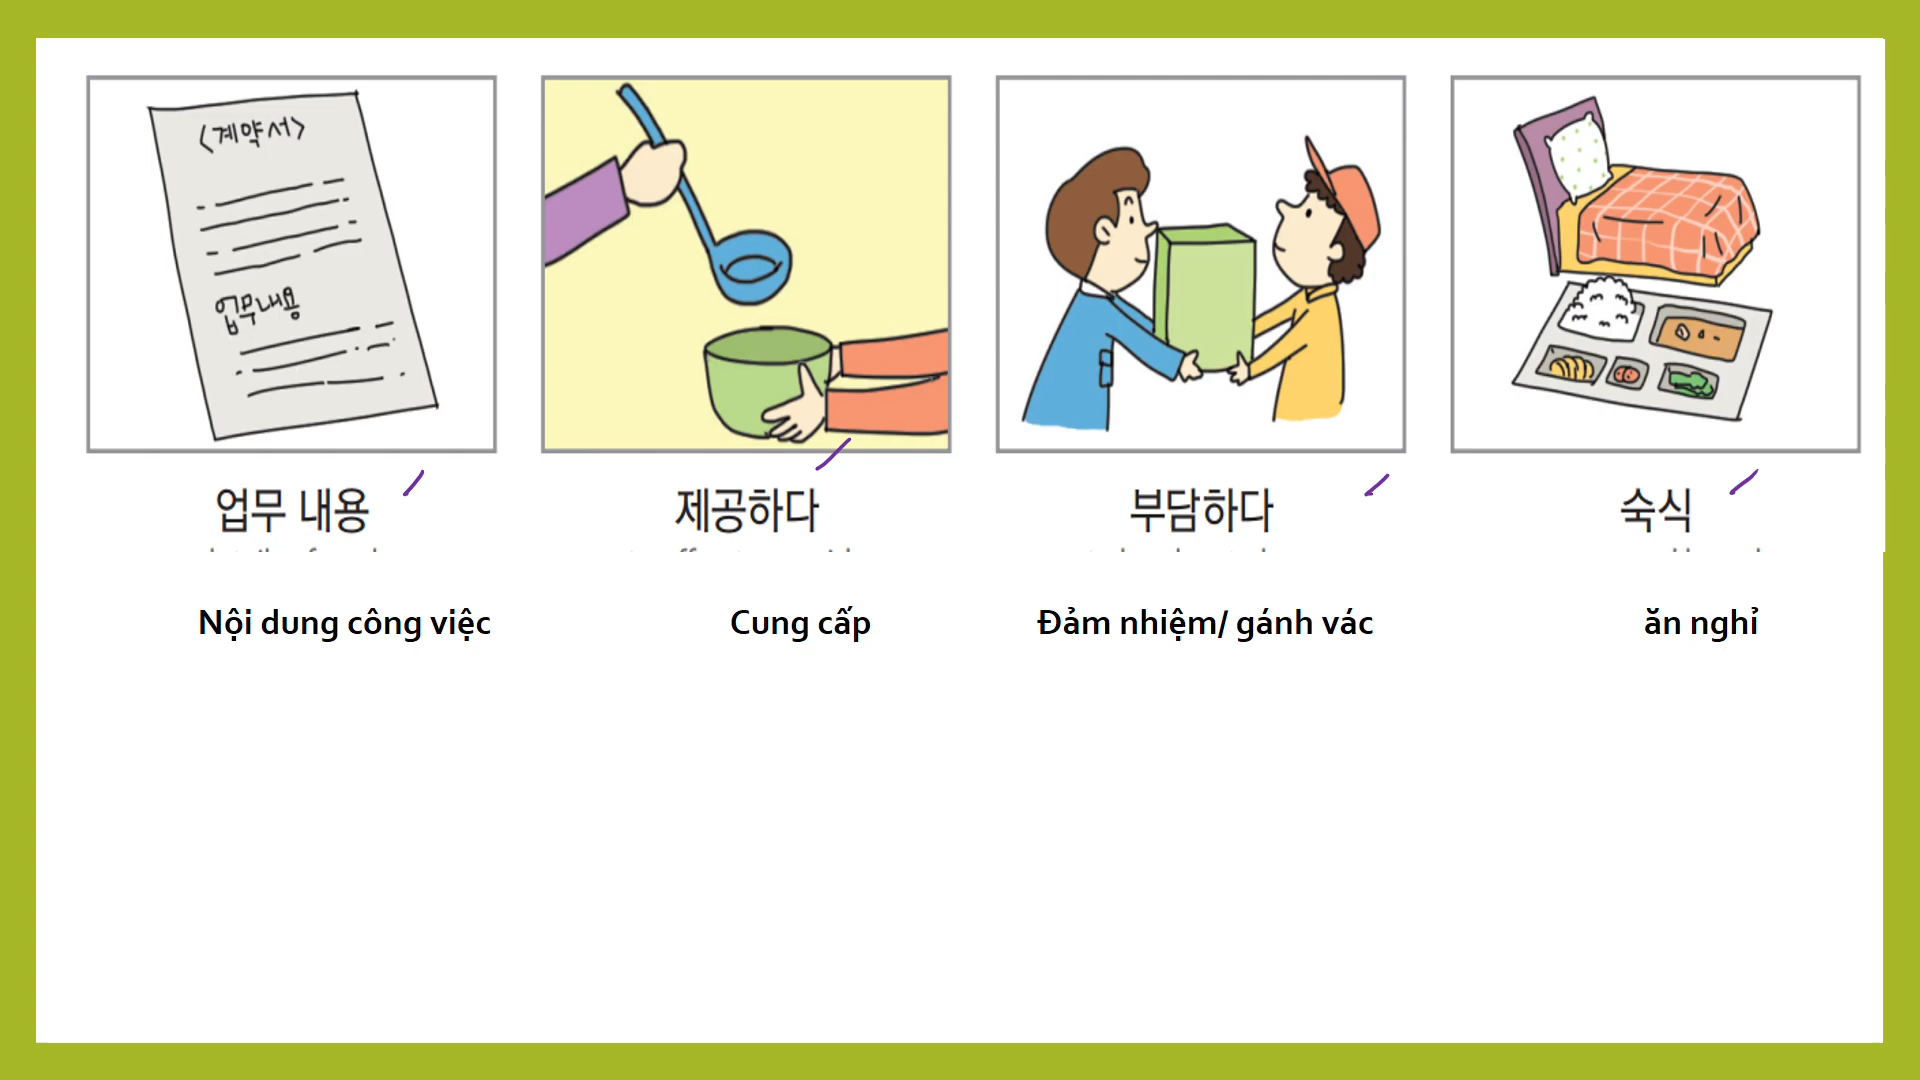 <계약서>
업무내용
업무 내용
제공하다
부담하다
숙식
Nội dung công việc
Cung cấp
Đảm nhiệm/ gánh vác
ăn nghỉ